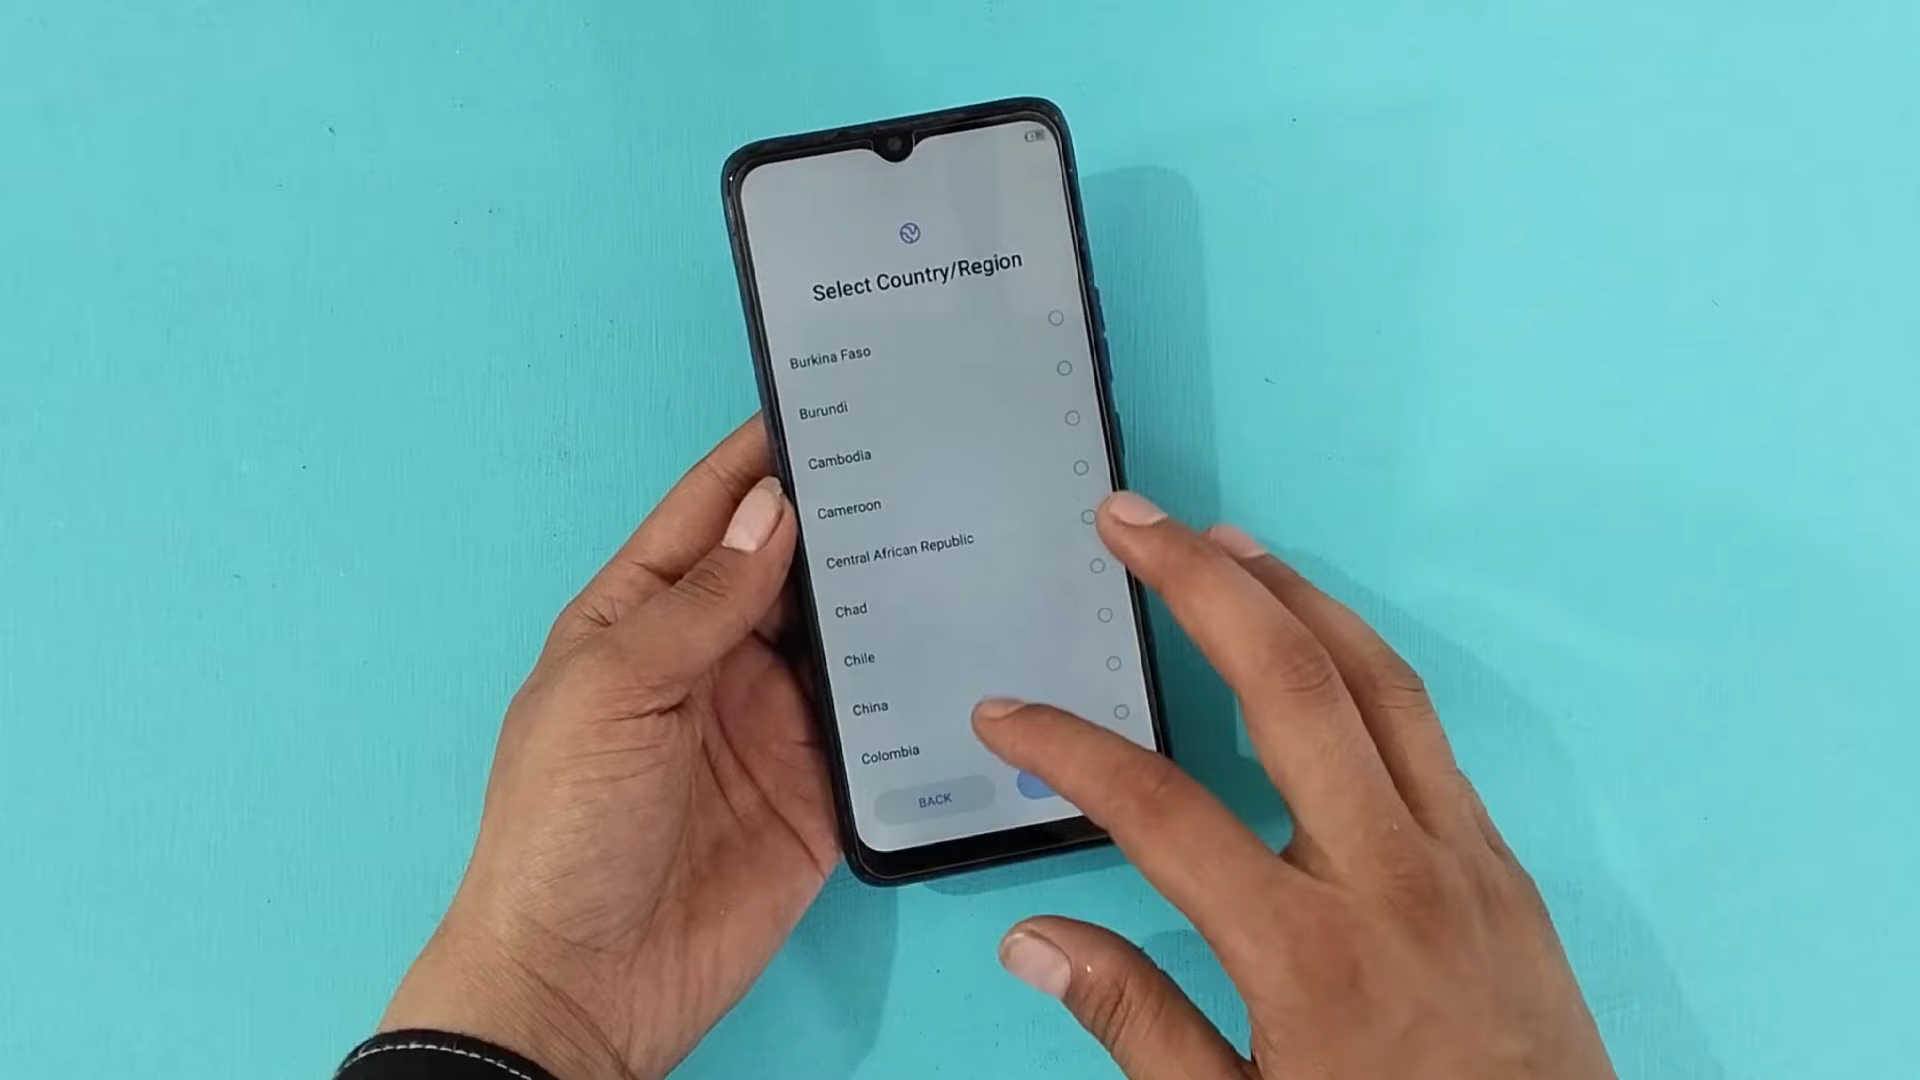 Select Country/Region
Burkina Faso
Burundi
Cambodia
Cameroon
Central African Republic
Chad
Chile
China
Colombia
BACK